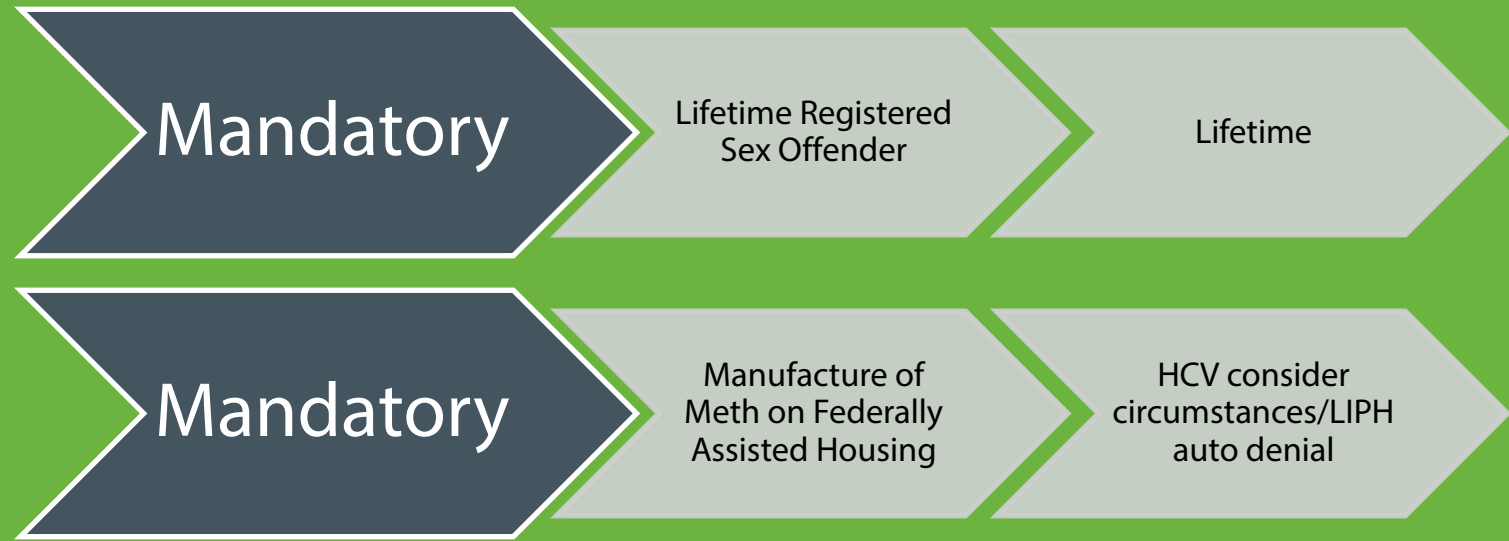 Mandatory
Lifetime Registered
Sex Offender
Lifetime
Mandatory
Manufacture of
Meth on Federally
Assisted Housing
HCV consider
circumstances/LIPH
auto denial